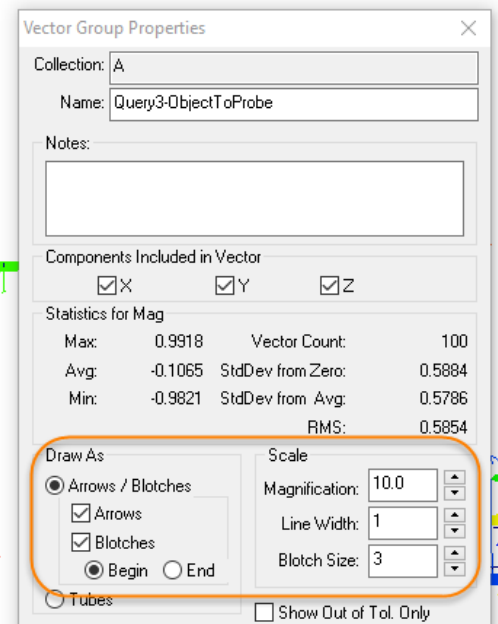 Vector Group Properties
Collection: A
Name: Query3-ObjectToProbe
Notes:
Components Included in Vector
X Y Z
Statistics for Mag
Max: 0.9918 Vector Count: 100
Avg: -0.1065 StdDev from Zero: 0.5884
Min: -0.9821 StdDev from Avg: 0.5786
RMS: 0.5854
Draw As Scale
Arrows / Blotches Magnification: 10.0
Arrows Line Width: 1
Blotches Blotch Size: 3
Begin End
Tubes Show Out of Tol. Only